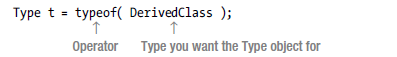 Type t = typeof( DerivedClass );
Operator Type you want the Type object for